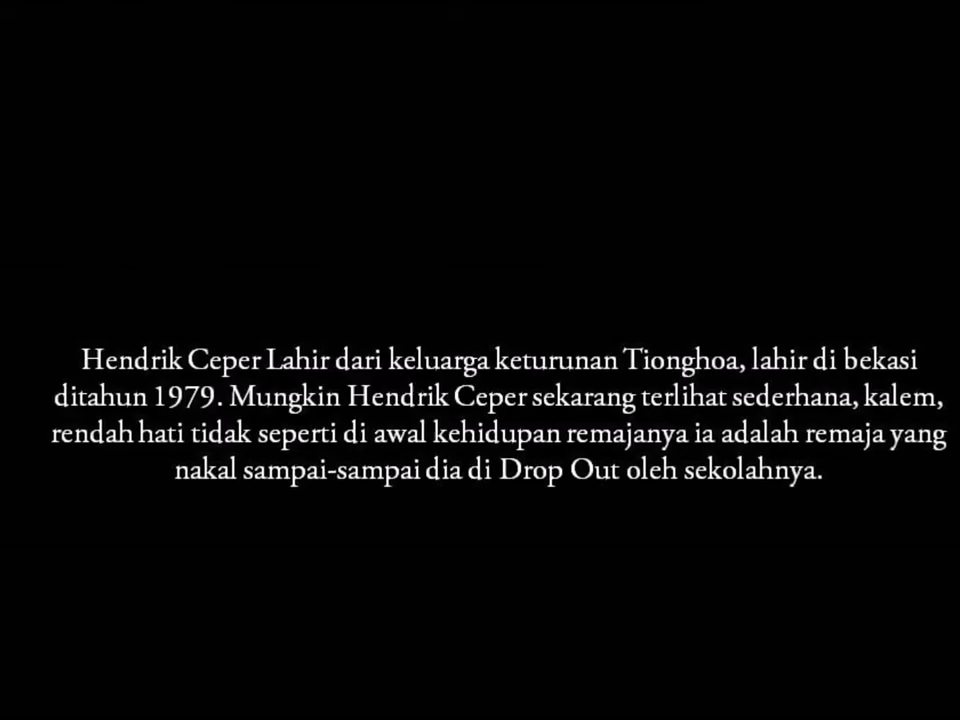 Hendrik Ceper Lahir dari keluarga keturunan Tionghoa, lahir di bekasi
ditahun 1979. Mungkin Hendrik Ceper sekarang terlihat sederhana, kalem,
rendah hati tidak seperti di awal kehidupan remajanya ia adalah remaja yang
nakal sampai-sampai dia di Drop Out oleh sekolahnya.